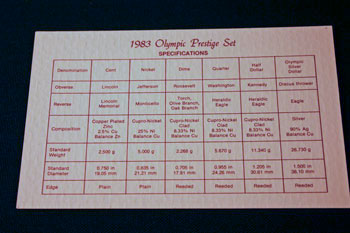 1983 Olympic Prestige Set
SPECIFICATIONS
Denomination Cent Nickel Dime Quarter Half Dollar Olympic Silver Dollar
Obverse Lincoln Jefferson Roosevelt Washington Kennedy Discus Thrower
Reverse Lincoln Memorial Monticello Torch, Olive Branch, Oak Branch Heraldic Eagle Heraldic Eagle Eagle
Composition Copper Plated Zinc 2.5% Cu Balance Zn Cupro-Nickel 25% Ni Balance Cu Cupro-Nickel Clad 8.33% Ni Balance Cu Cupro-Nickel Clad 8.33% Ni Balance Cu Cupro-Nickel Clad 8.33% Ni Balance Cu Silver 90% Ag Balance Cu
Standard Weight 2.500 g 5.000 g 2.268 g 5.670 g 11.340 g 26.730 g
Standard Diameter 0.750 in 19.05 mm 0.835 in 21.21 mm 0.705 in 17.91 mm 0.955 in 24.26 mm 1.205 in 30.61 mm 1.500 in 38.10 mm
Edge Plain Plain Reeded Reeded Reeded Reeded